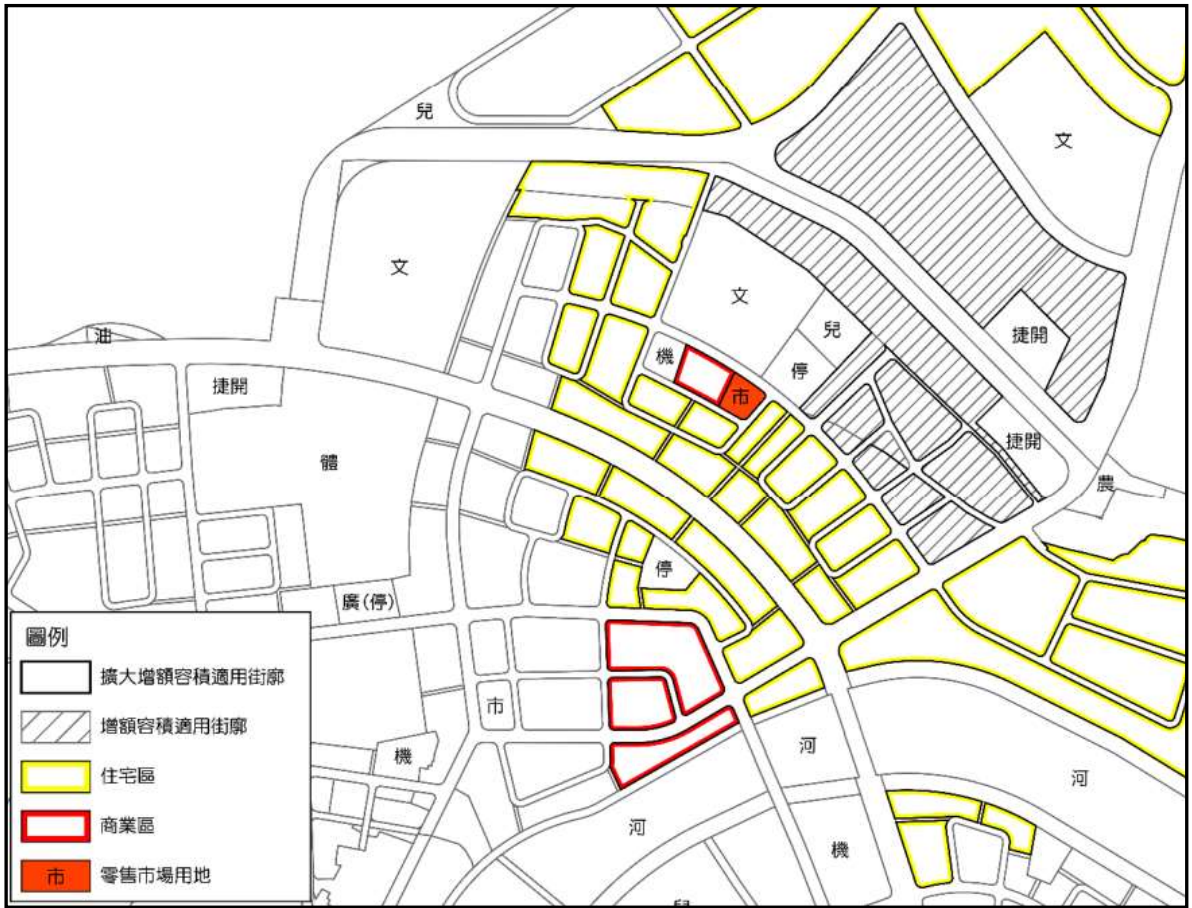 兒
文
文
文
兒
捷開
油
機
停
捷開
市
捷開
體
農
停
廣(停)
圖例
擴大增額容積適用街廓
市
增額容積適用街廓
機
河
住宅區
河
商業區
河
機
市 零售市場用地